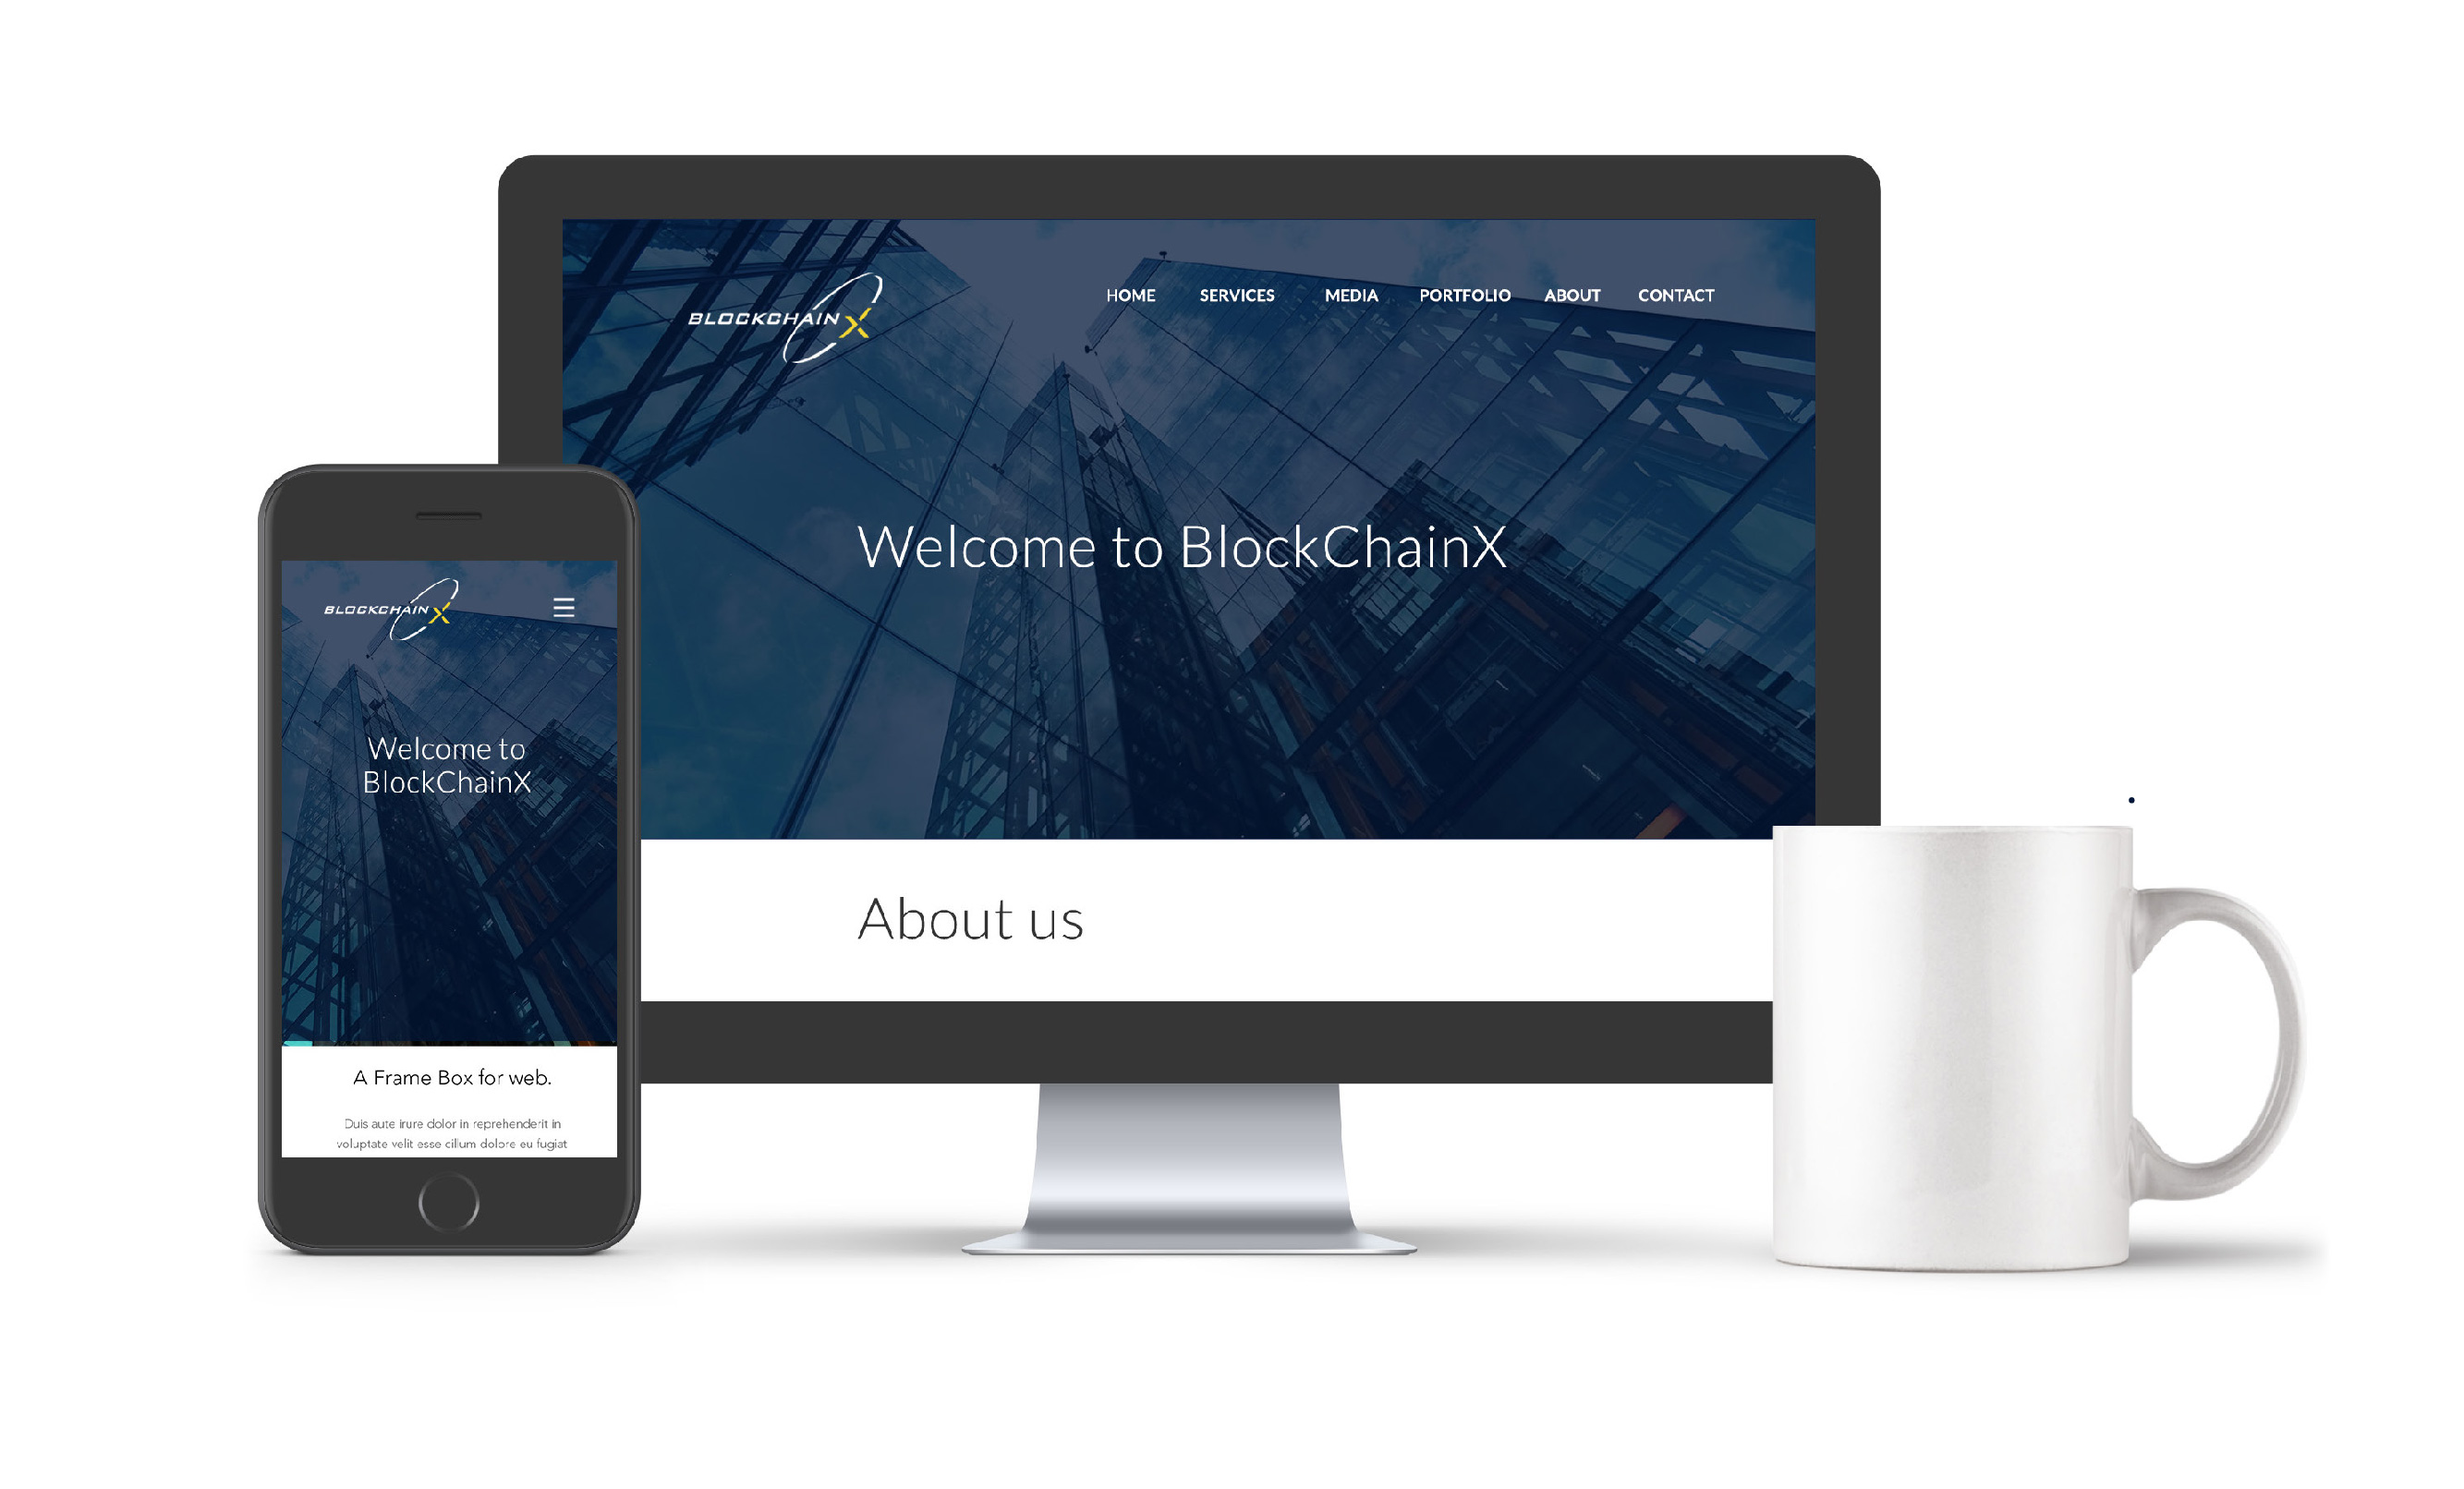 BLOCKCHAIN X
HOME SERVICES MEDIA PORTFOLIO ABOUT CONTACT
Welcome to BlockChainX
About us
BLOCKCHAIN X
Welcome to
BlockChainX
A Frame Box for web.
Duis aute irure dolor in reprehenderit in
voluptate velit esse cillum dolore eu fugiat